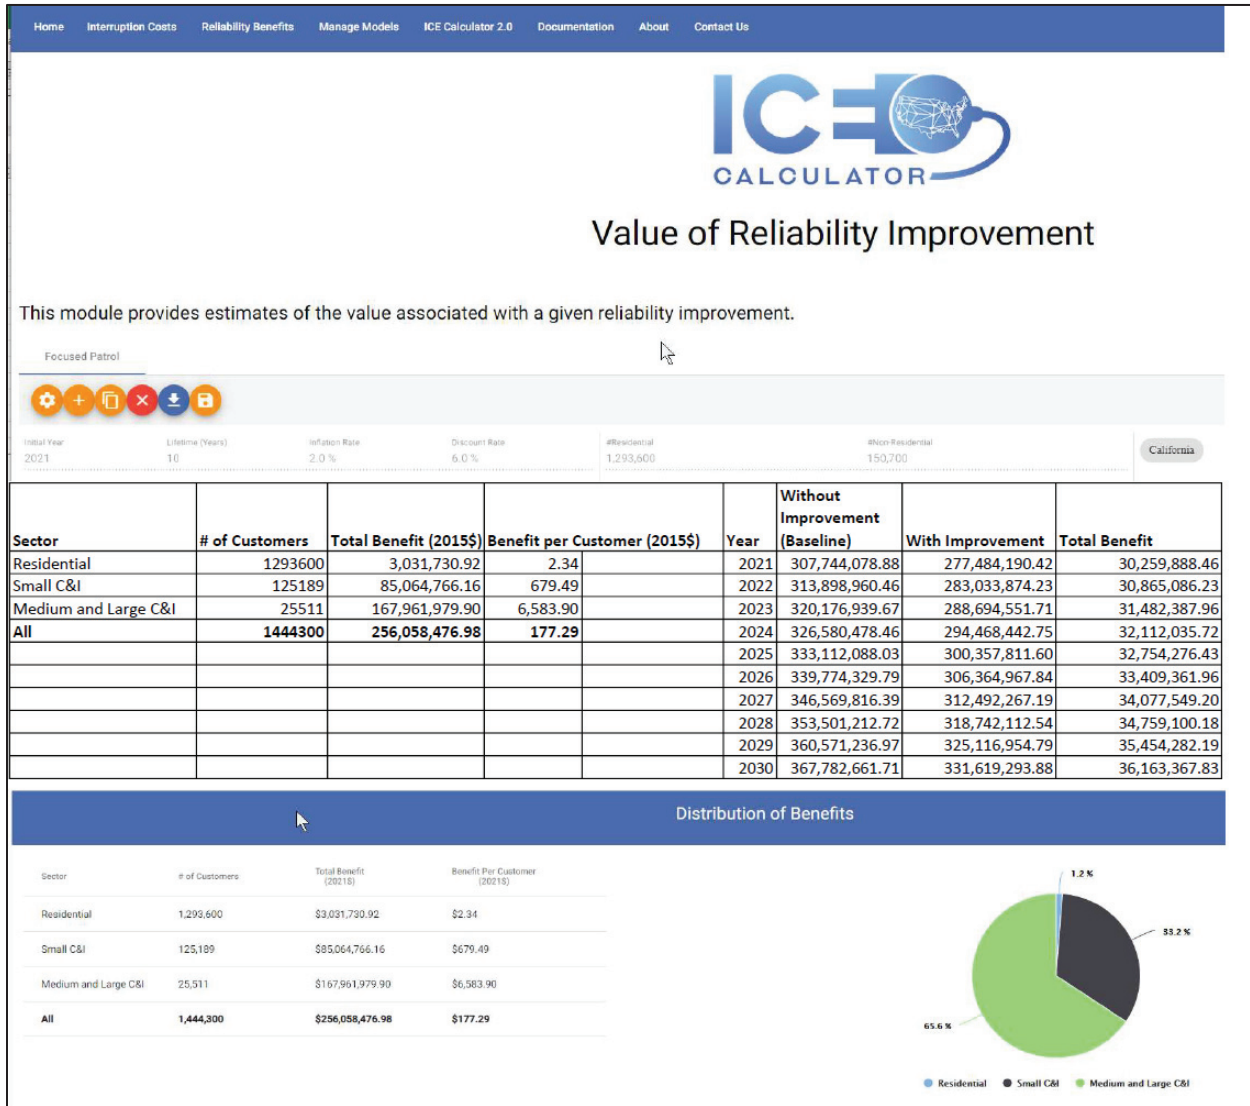 Home Interruption Costs Reliability Benefits Manage Models ICE Calculator 2.0 Documentation About Contact Us
ICE
CALCULATOR
Value of Reliability Improvement
This module provides estimates of the value associated with a given reliability improvement.
Focused Patrol
Initial Year Lifetime (Years) Inflation Rate Discount Rate #Residential #Non-Residential
2021 10 2.0 % 6.0 % 1,293,600 150,700 California
Sector # of Customers Total Benefit (2015$) Benefit per Customer (2015$) Year Without Improvement (Baseline) With Improvement Total Benefit
Residential 1293600 3,031,730.92 2.34 2021 307,744,078.88 277,484,190.42 30,259,888.46
Small C&I 125189 85,064,766.16 679.49 2022 313,898,960.46 283,033,874.23 30,865,086.23
Medium and Large C&I 25511 167,961,979.90 6,583.90 2023 320,176,939.67 288,694,551.71 31,482,387.96
All 1444300 256,058,476.98 177.29 2024 326,580,478.46 294,468,442.75 32,112,035.72
2025 333,112,088.03 300,357,811.60 32,754,276.43
2026 339,774,329.79 306,364,967.84 33,409,361.96
2027 346,569,816.39 312,492,267.19 34,077,549.20
2028 353,501,212.72 318,742,112.54 34,759,100.18
2029 360,571,236.97 325,116,954.79 35,454,282.19
2030 367,782,661.71 331,619,293.88 36,163,367.83
Distribution of Benefits
Sector # of Customers Total Benefit (2021$) Benefit Per Customer (2021$)
Residential 1,293,600 $3,031,730.92 $2.34
Small C&I 125,189 $85,064,766.16 $679.49
Medium and Large C&I 25,511 $167,961,979.90 $6,583.90
All 1,444,300 $256,058,476.98 $177.29
1.2 %
33.2 %
65.6 %
Residential Small C&I Medium and Large C&I